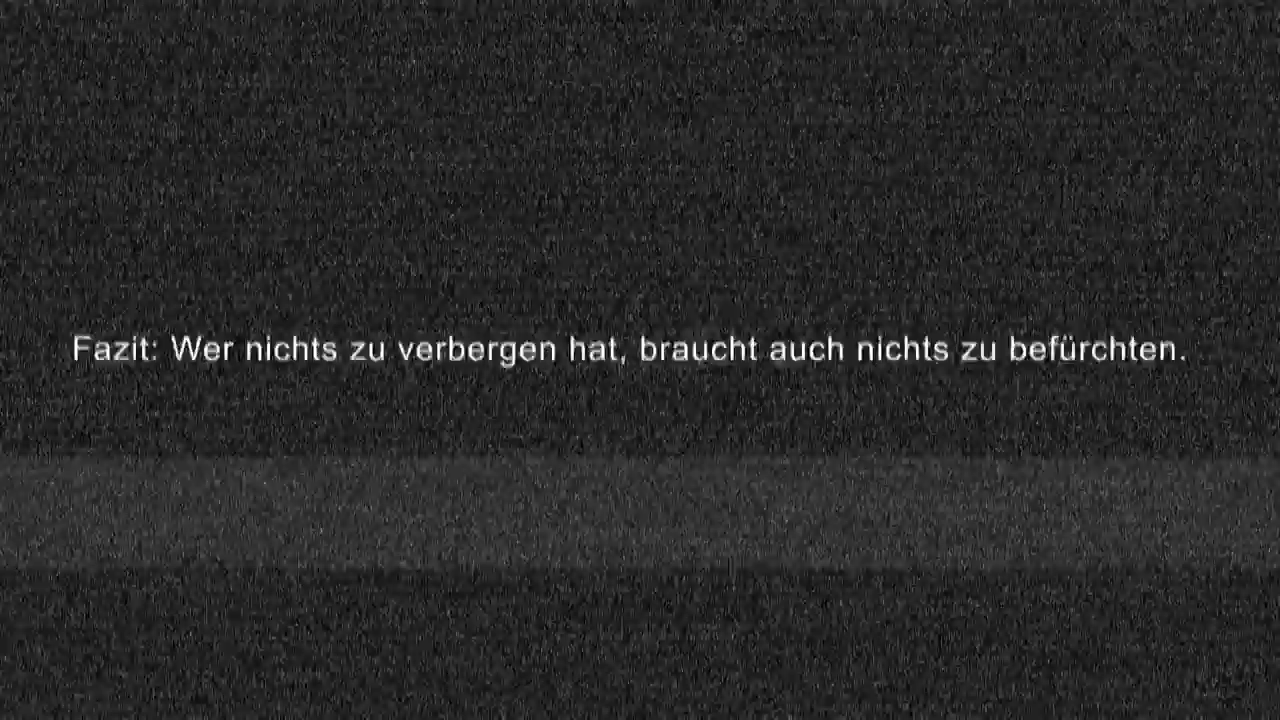 Fazit: Wer nichts zu verbergen hat, braucht auch nichts zu befürchten.